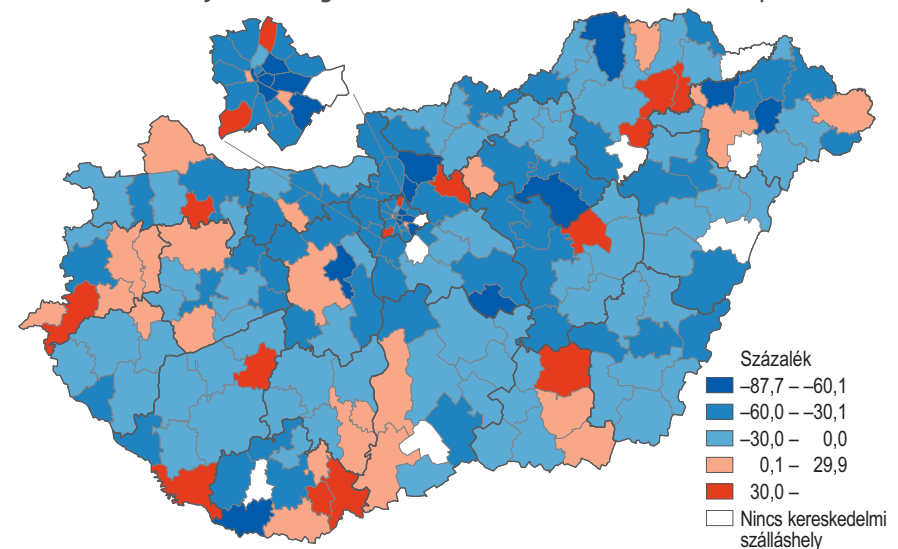 Százalék
–87,7 – –60,1
–60,0 – –30,1
–30,0 – 0,0
0,1 – 29,9
30,0 –
Nincs kereskedelmi
szálláshely